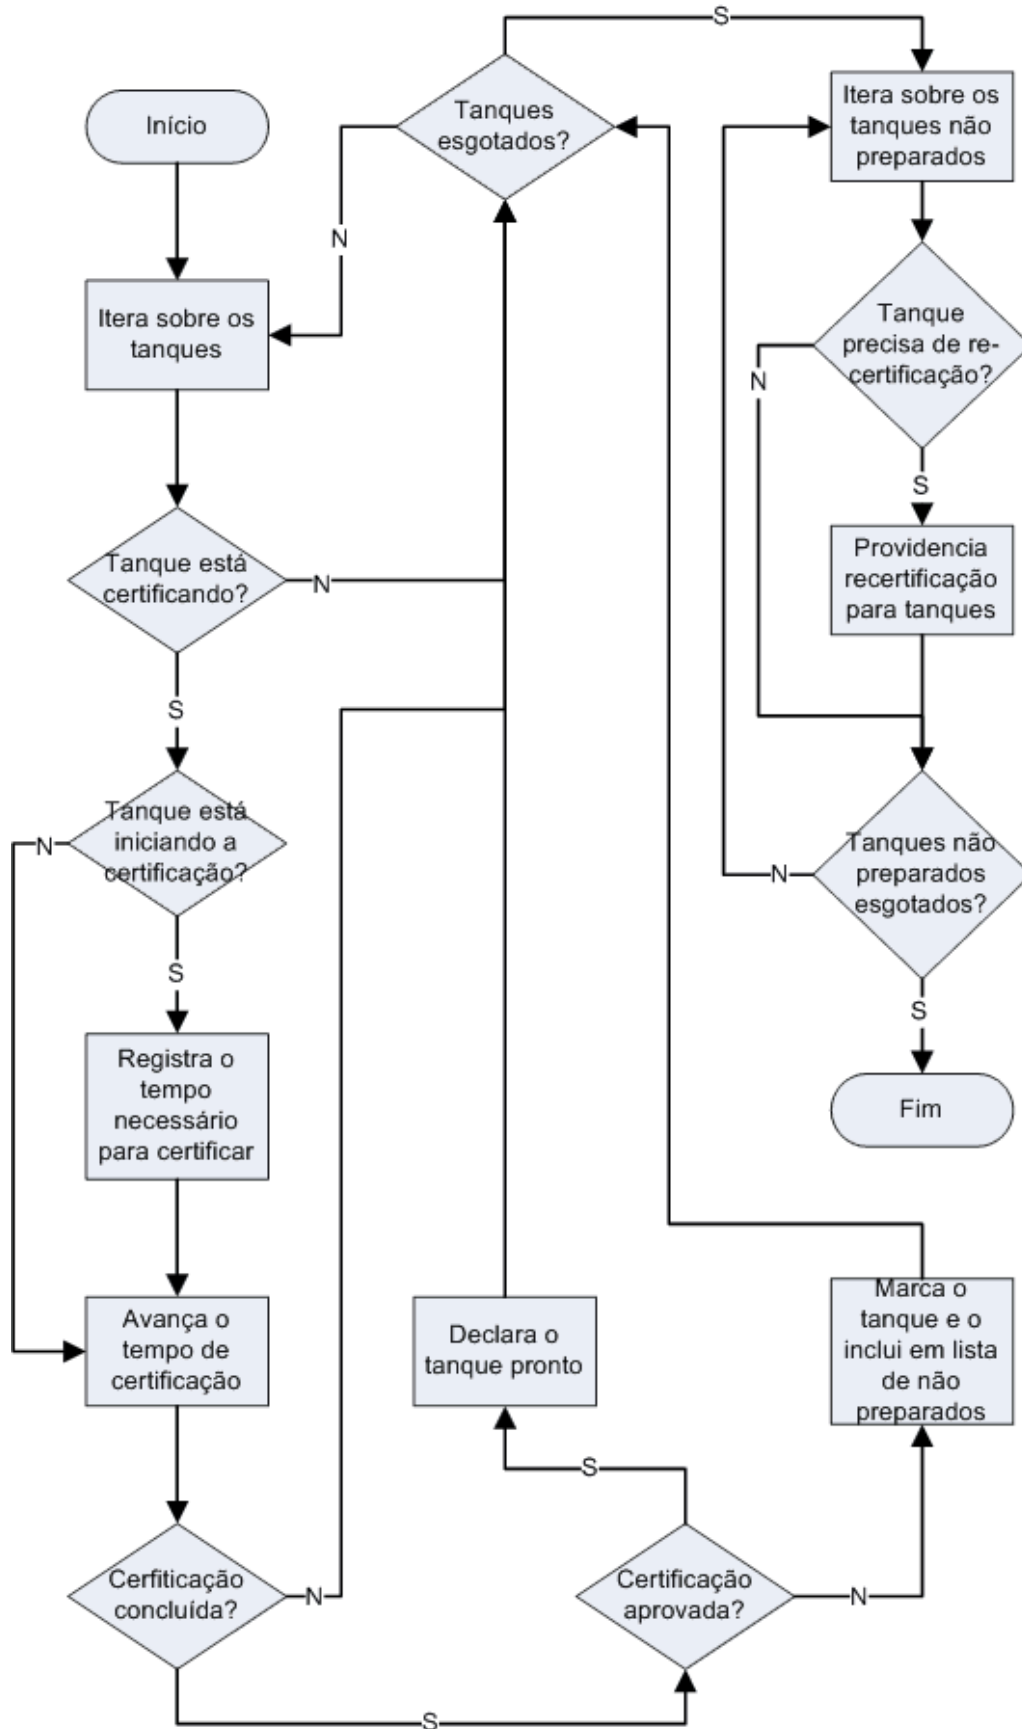 S
Início
Tanques
esgotados?
Itera sobre os
tanques não
preparados
N
Itera sobre os
tanques
Tanque
precisa de re-
certificação?
N
S
Tanque está
certificando?
N
Providencia
recertificação
para tanques
S
Tanque está
iniciando a
certificação?
N
Tanques não
preparados
esgotados?
N
S
S
Registra o
tempo
necessário
para certificar
Fim
Avança o
tempo de
certificação
Declara o
tanque pronto
Marca o
tanque e o
inclui em lista
de não
preparados
S
Cerfiticação
concluída?
N
Certificação
aprovada?
N
S